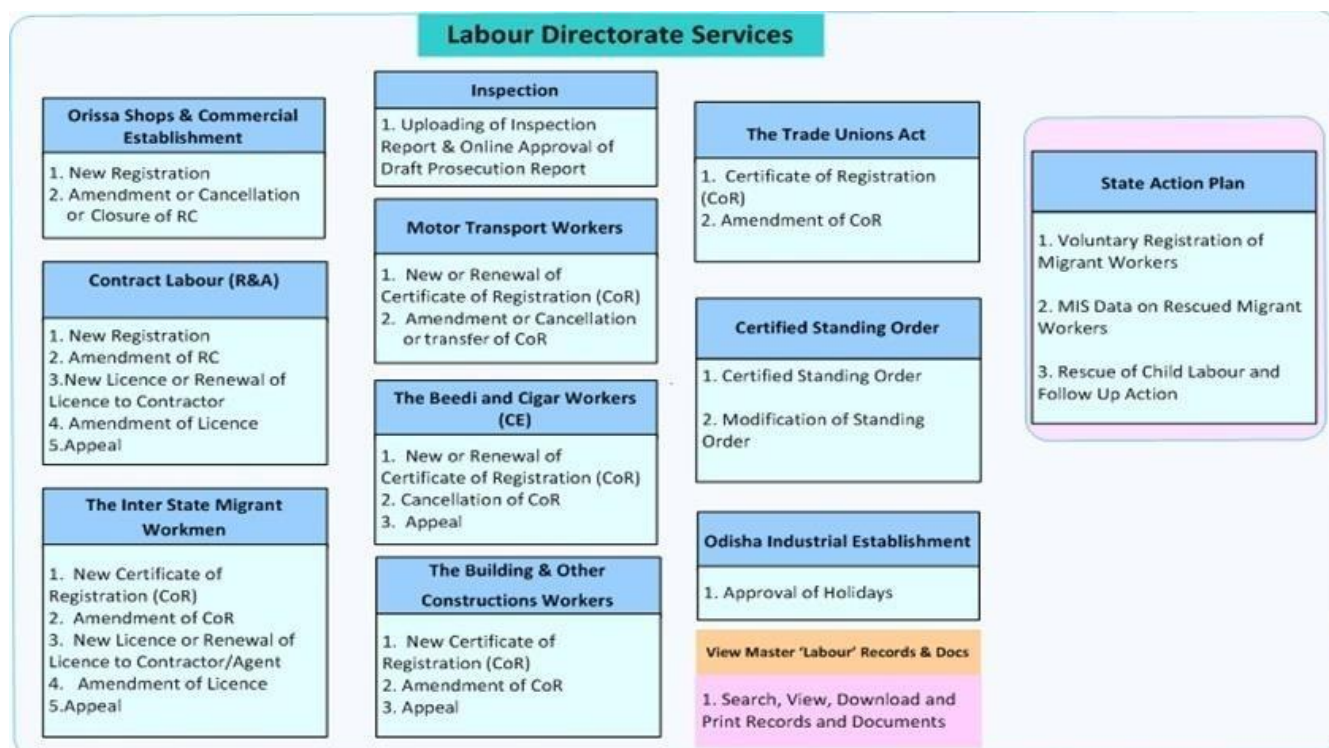 Labour Directorate Services
Orissa Shops & Commercial
Establishment
1. New Registration
2. Amendment or Cancellation
or Closure of RC
Contract Labour (R&A)
1. New Registration
2. Amendment of RC
3.New Licence or Renewal of
Licence to Contractor
4. Amendment of Licence
5.Appeal
The Inter State Migrant
Workmen
1. New Certificate of
Registration (CoR)
2. Amendment of CoR
3. New Licence or Renewal of
Licence to Contractor/Agent
4. Amendment of Licence
5.Appeal
Inspection
1. Uploading of Inspection
Report & Online Approval of
Draft Prosecution Report
Motor Transport Workers
1. New or Renewal of
Certificate of Registration (CoR)
2. Amendment or Cancellation
or transfer of CoR
The Beedi and Cigar Workers
(CE)
1. New or Renewal of
Certificate of Registration (CoR)
2. Cancellation of CoR
3. Appeal
The Building & Other
Constructions Workers
1. New Certificate of
Registration (CoR)
2. Amendment of CoR
3. Appeal
The Trade Unions Act
1. Certificate of Registration
(CoR)
2. Amendment of CoR
Certified Standing Order
1. Certified Standing Order
2. Modification of Standing
Order
Odisha Industrial Establishment
1. Approval of Holidays
View Master ‘Labour’ Records & Docs
1. Search, View, Download and
Print Records and Documents
State Action Plan
1. Voluntary Registration of
Migrant Workers
2. MIS Data on Rescued Migrant
Workers
3. Rescue of Child Labour and
Follow Up Action